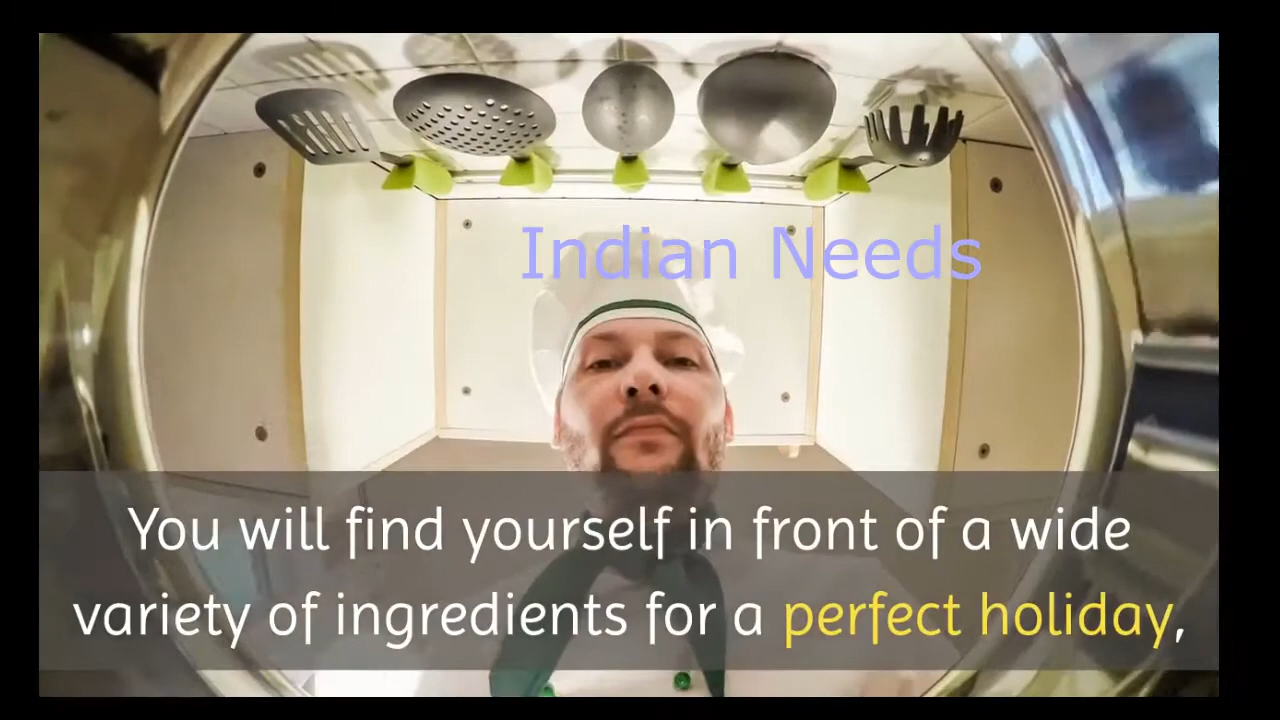 Indian Needs
You will find yourself in front of a wide
variety of ingredients for a perfect holiday,